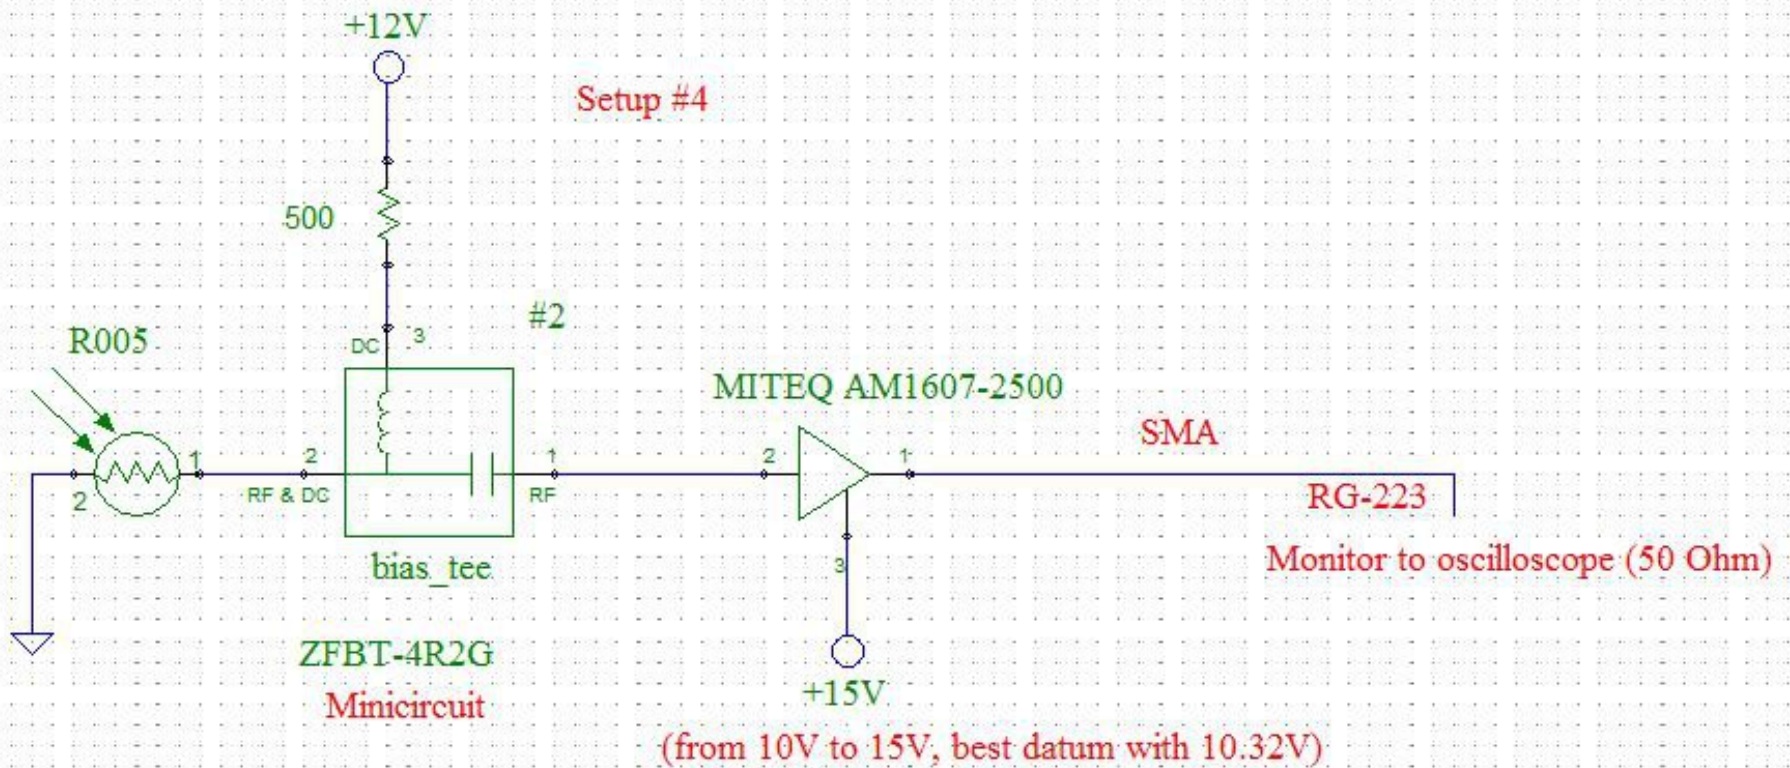 +12V
Setup #4
500
#2
R005
DC
3
MITEQ AM1607-2500
SMA
1
2
1
2
1
2
RF & DC
RF
RG-223
Monitor to oscilloscope (50 Ohm)
bias_tee
3
ZFBT-4R2G
+15V
Minicircuit
(from 10V to 15V, best datum with 10.32V)